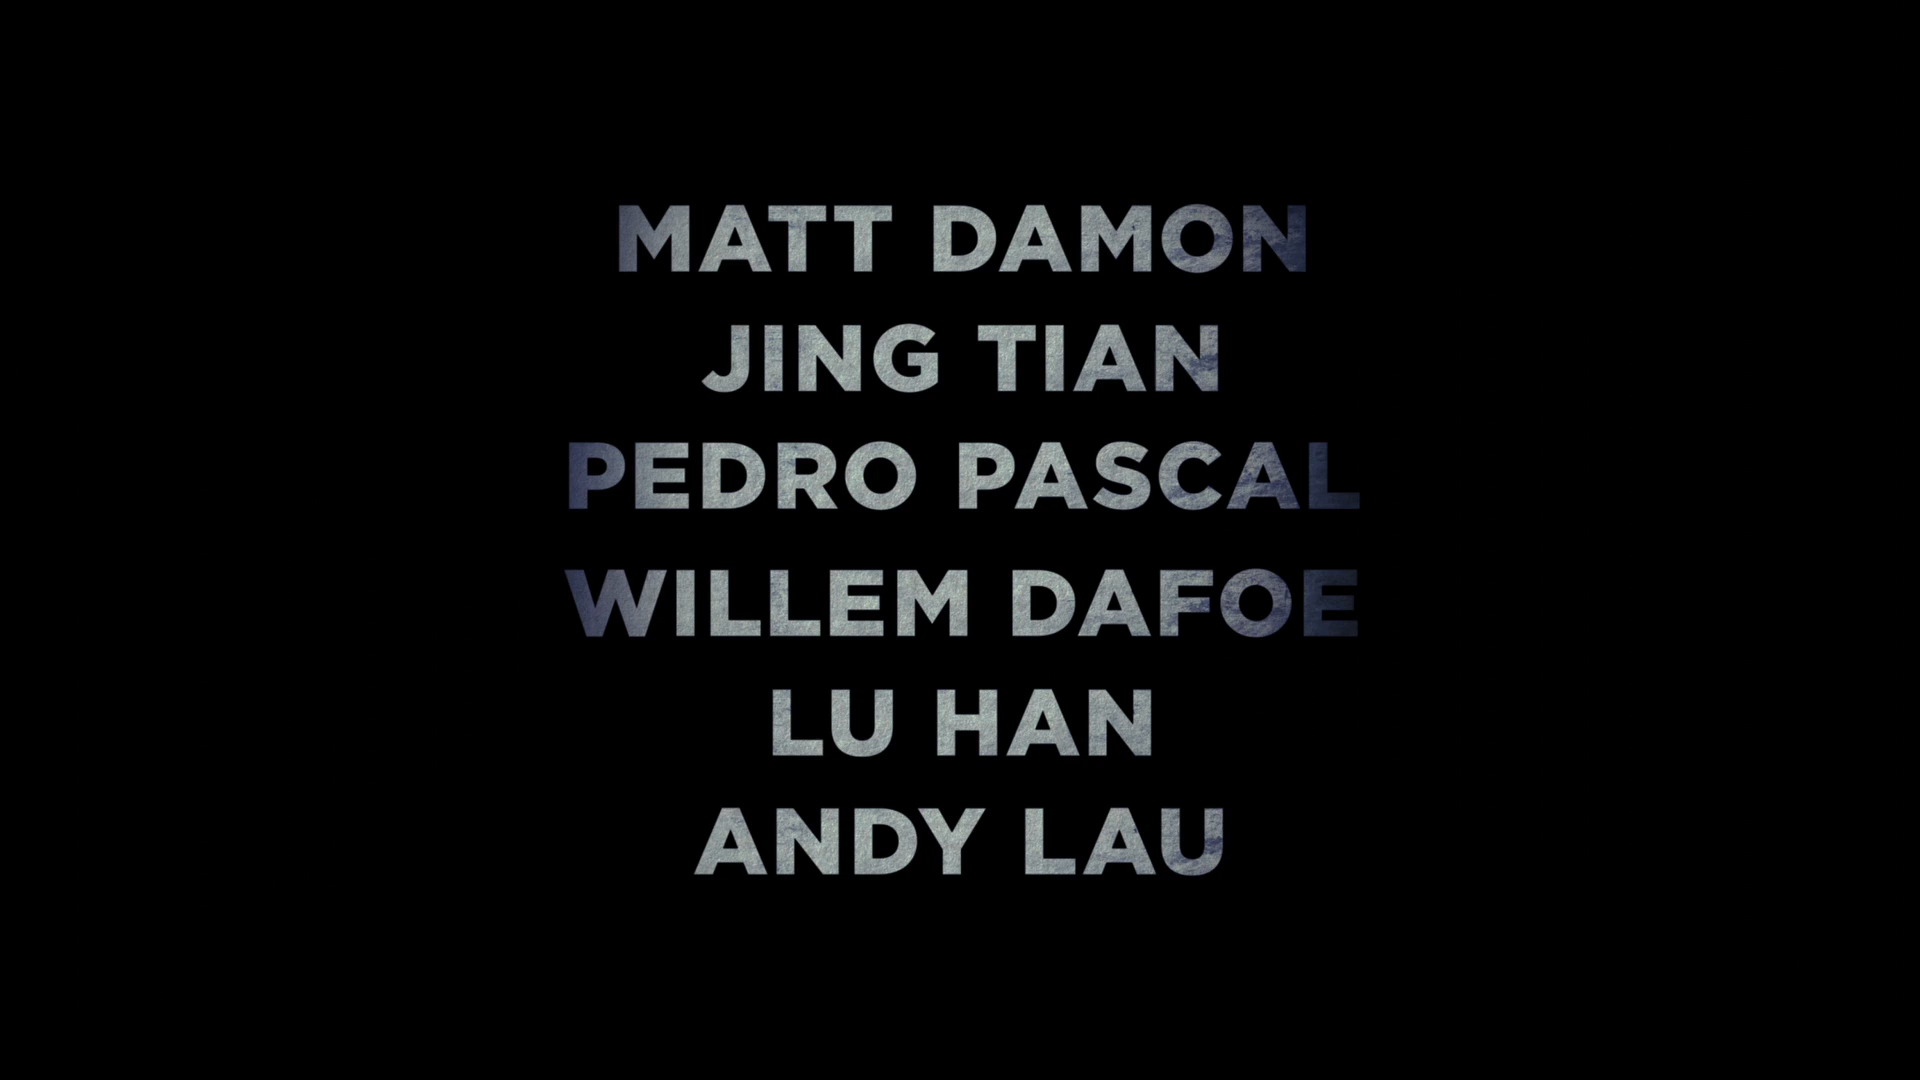 MATT DAMON
JING TIAN
PEDRO PASCAL
WILLEM DAFOE
LU HAN
ANDY LAU